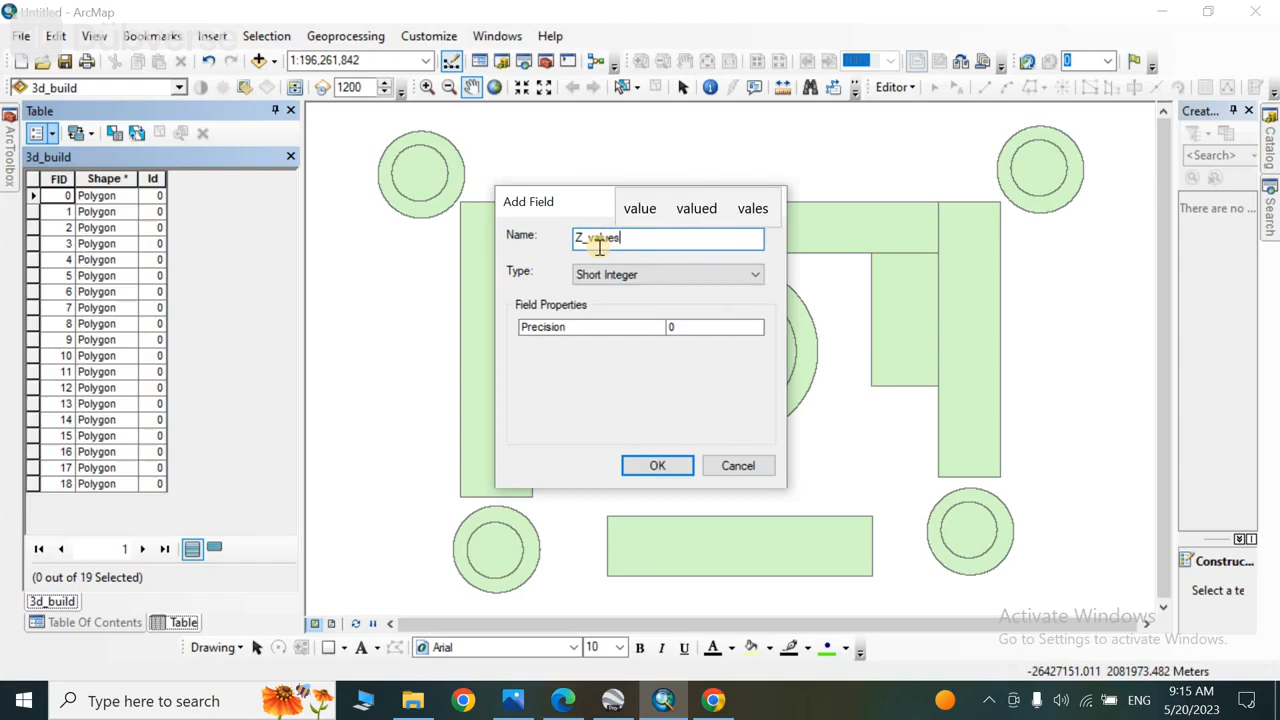 Untitled - ArcMap
File Edit View Bookmarks Insert Selection Geoprocessing Customize Windows Help
1:196,261,842
0
3d_build
1200
Editor
Table
Creat...
3d_build
<Search>
ArcToolbox
Catalog
Search
FID Shape * Id
0 Polygon 0
1 Polygon 0
2 Polygon 0
3 Polygon 0
4 Polygon 0
5 Polygon 0
6 Polygon 0
7 Polygon 0
8 Polygon 0
9 Polygon 0
10 Polygon 0
11 Polygon 0
12 Polygon 0
13 Polygon 0
14 Polygon 0
15 Polygon 0
16 Polygon 0
17 Polygon 0
18 Polygon 0
There are no ...
Add Field
value valued vales
Name: Z_values
Type: Short Integer
Field Properties
Precision 0
OK Cancel
1
(0 out of 19 Selected)
3d_build
Table Of Contents Table
Construc...
Select a te
Activate Windows
Go to Settings to activate Windows.
Drawing A Arial 10 B I U A
-26427151.011 2081973.482 Meters
Type here to search
Pro
ENG
9:15 AM
5/20/2023